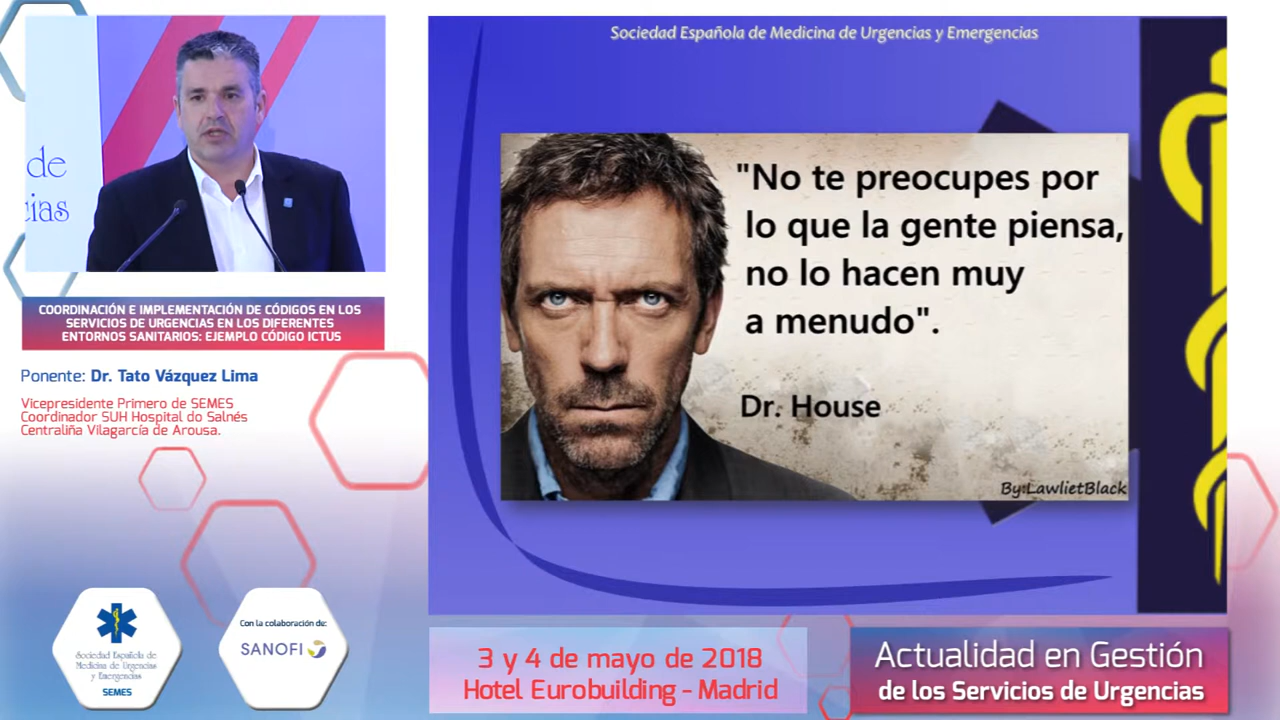 de
cias
COORDINACIÓN E IMPLEMENTACIÓN DE CÓDIGOS EN LOS
SERVICIOS DE URGENCIAS EN LOS DIFERENTES
ENTORNOS SANITARIOS: EJEMPLO CÓDIGO ICTUS
Ponente: Dr. Tato Vázquez Lima
Vicepresidente Primero de SEMES
Coordinador SUH Hospital do Salnés
Centraliña Vilagarcía de Arousa.
Sociedad Española de
Medicina de Urgencias
y Emergencias
SEMES
Con la colaboración de:
SANOFI
Sociedad Española de Medicina de Urgencias y Emergencias
"No te preocupes por
lo que la gente piensa,
no lo hacen muy
a menudo".
Dr. House
By:LawlietBlack
3 y 4 de mayo de 2018
Hotel Eurobuilding - Madrid
Actualidad en Gestión
de los Servicios de Urgencias